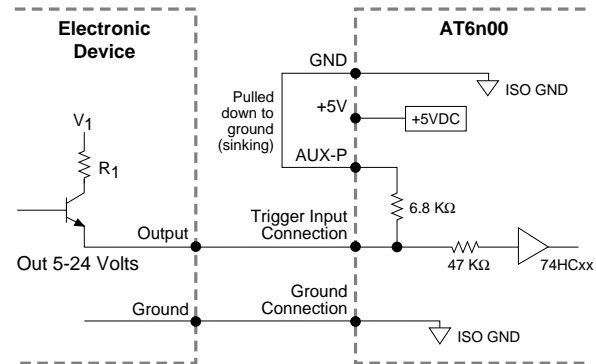 Electronic
Device
AT6n00
GND
ISO GND
Pulled
down to
ground
(sinking)
+5V
+5VDC
V1
R1
AUX-P
6.8 KΩ
Output
Trigger Input
Connection
Out 5-24 Volts
47 KΩ
74HCxx
Ground
Ground
Connection
ISO GND